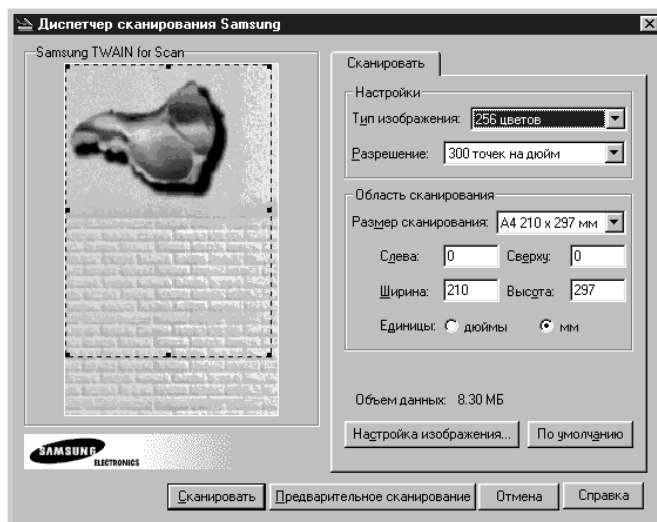 Диспетчер сканирования Samsung
Samsung TWAIN for Scan
Сканировать
Настройки
Тип изображения: 256 цветов
Разрешение: 300 точек на дюйм
Область сканирования
Размер сканирования: A4 210 x 297 мм
Слева: 0 Сверху: 0
Ширина: 210 Высота: 297
Единицы: дюймы мм
Объем данных: 8.30 МБ
Настройка изображения... По умолчанию
SAMSUNG
ELECTRONICS
Сканировать Предварительное сканирование Отмена Справка